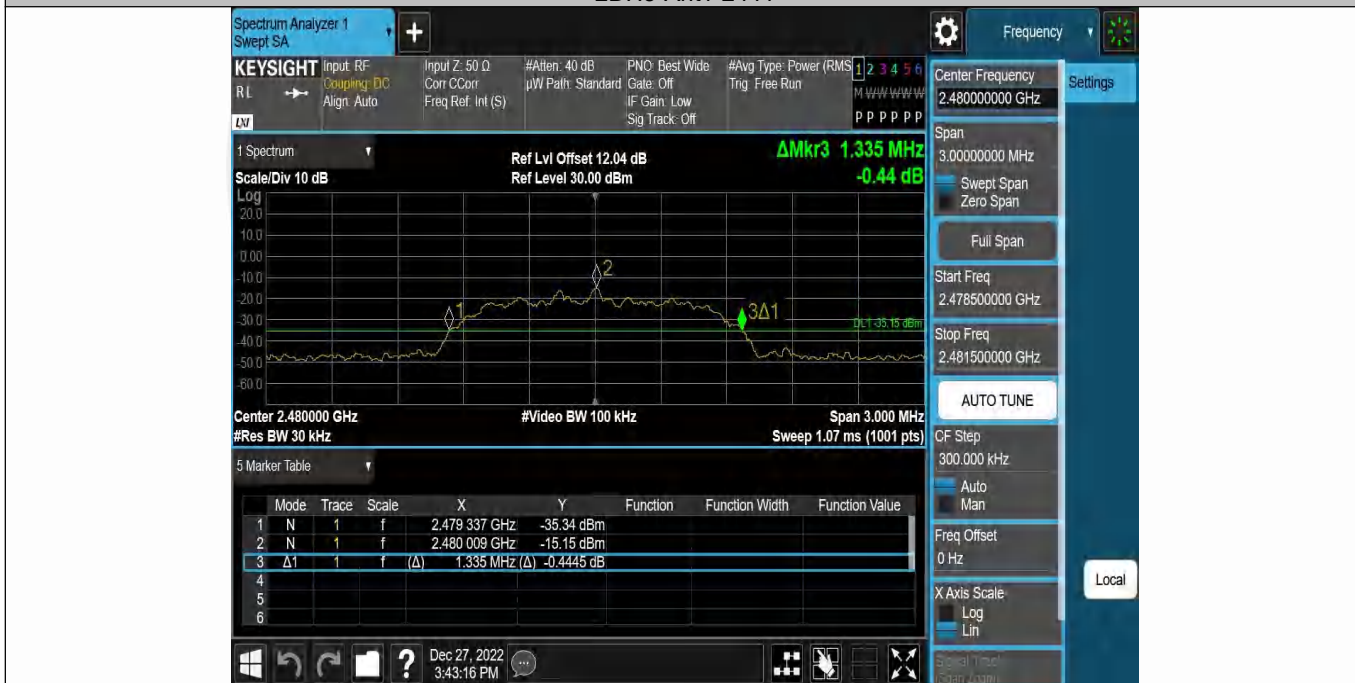 Spectrum Analyzer 1
Swept SA
Frequency
KEYSIGHT
RL
LXI
Input: RF
Coupling: DC
Align: Auto
Input Z: 50 Ω
Corr CCorr
Freq Ref: Int (S)
#Atten: 40 dB
µW Path: Standard
PNO: Best Wide
Gate: Off
IF Gain: Low
Sig Track: Off
#Avg Type: Power (RMS
Trig: Free Run
1 2 3 4 5 6
M W W W W W
P P P P P P
1 Spectrum
Scale/Div 10 dB
Ref Lvl Offset 12.04 dB
Ref Level 30.00 dBm
ΔMkr3 1.335 MHz
-0.44 dB
Log
20.0
10.0
0.00
-10.0
-20.0
-30.0
-40.0
-50.0
-60.0
1
2
3Δ1
DL1 -35.15 dBm
Center 2.480000 GHz
#Res BW 30 kHz
#Video BW 100 kHz
Span 3.000 MHz
Sweep 1.07 ms (1001 pts)
5 Marker Table
Mode Trace Scale X Y Function Function Width Function Value
1 N 1 f 2.479 337 GHz -35.34 dBm
2 N 1 f 2.480 009 GHz -15.15 dBm
3 Δ1 1 f (Δ) 1.335 MHz (Δ) -0.4445 dB
4
5
6
Dec 27, 2022
3:43:16 PM
Center Frequency
2.480000000 GHz
Settings
Span
3.00000000 MHz
Swept Span
Zero Span
Full Span
Start Freq
2.478500000 GHz
Stop Freq
2.481500000 GHz
AUTO TUNE
CF Step
300.000 kHz
Auto
Man
Freq Offset
0 Hz
X Axis Scale
Log
Lin
Local